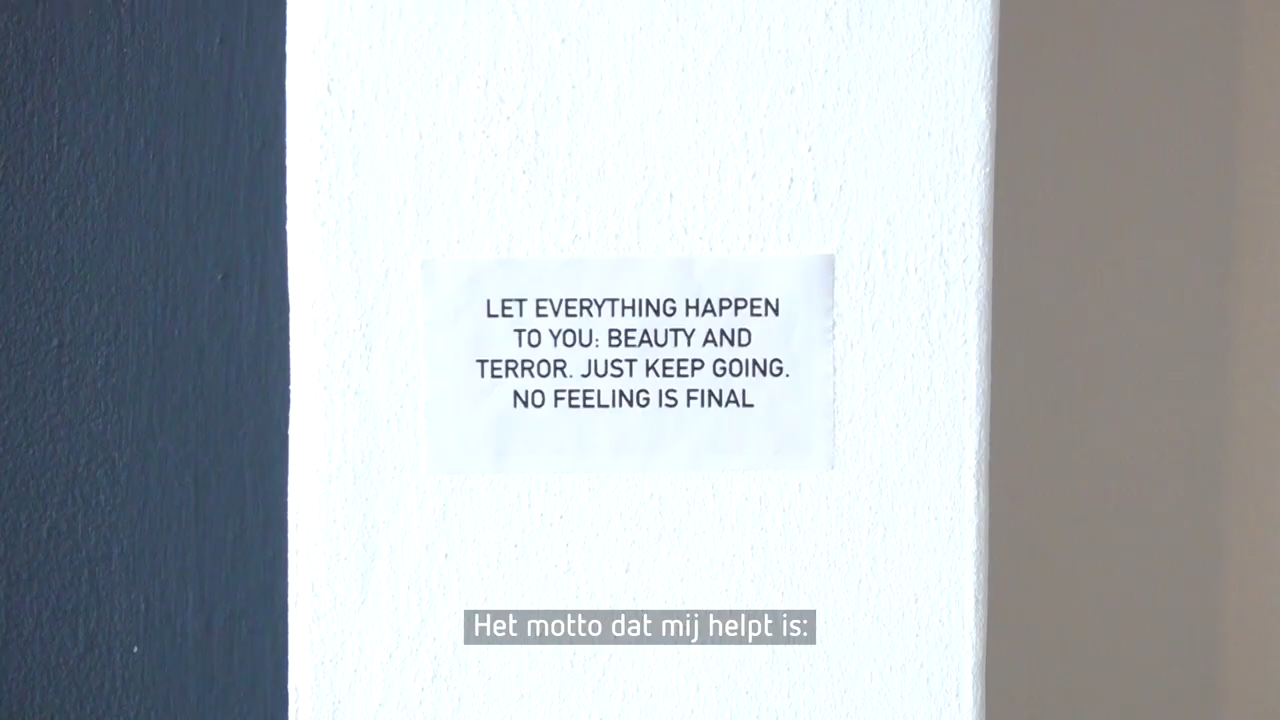 LET EVERYTHING HAPPEN
TO YOU: BEAUTY AND
TERROR. JUST KEEP GOING.
NO FEELING IS FINAL
Het motto dat mij helpt is: